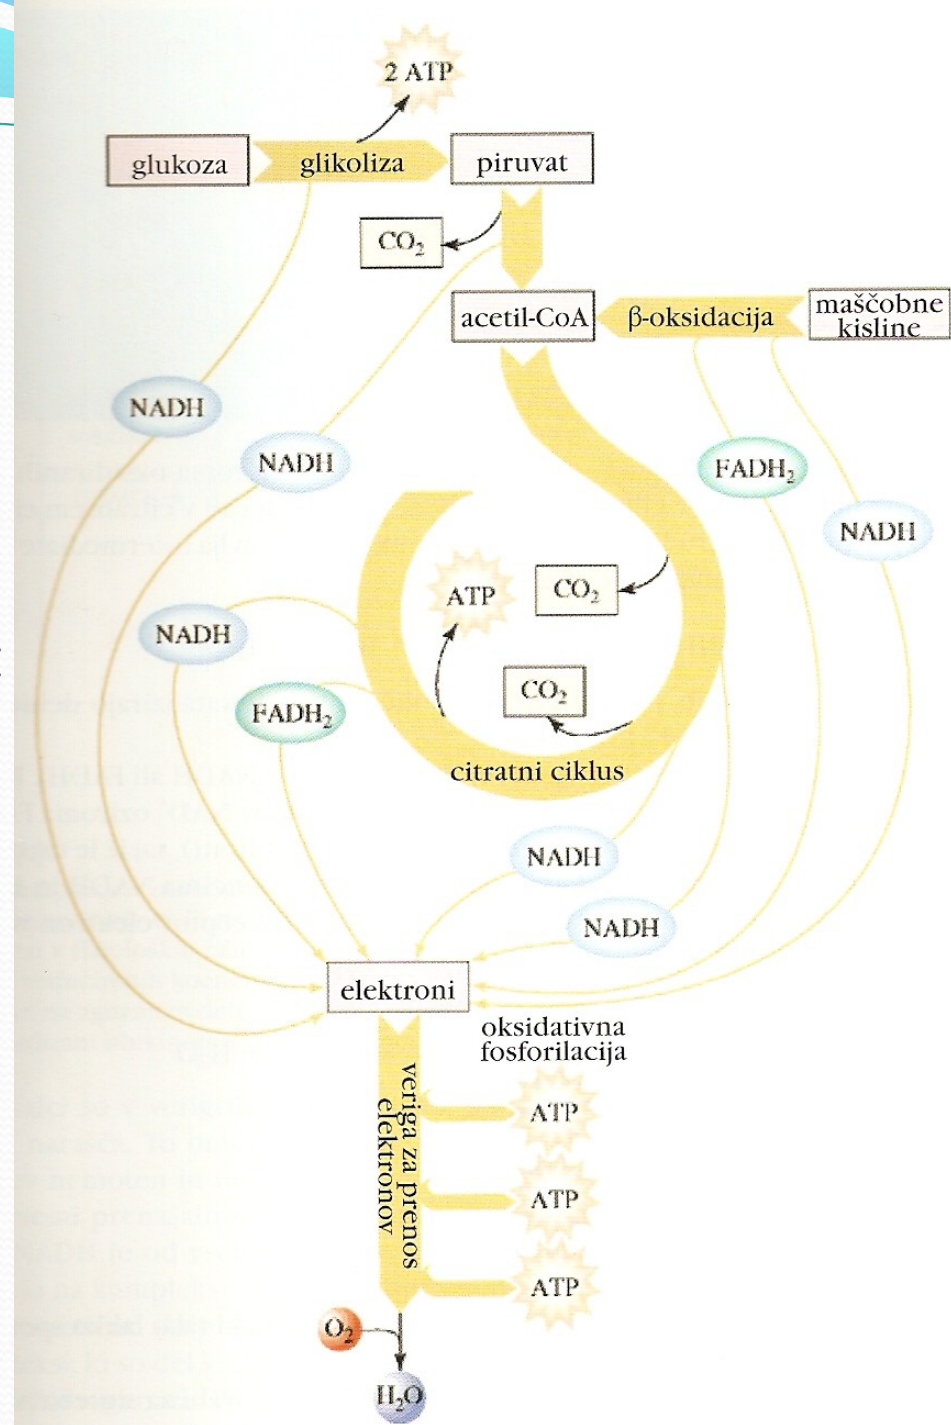 2 ATP
glukoza
glikoliza
piruvat
CO₂
acetil-CoA
β-oksidacija
maščobne
kisline
NADH
NADH
FADH₂
NADH
ATP
CO₂
NADH
CO₂
FADH₂
citratni ciklus
NADH
NADH
elektroni
oksidativna
fosforilacija
veriga za prenos
elektronov
ATP
ATP
ATP
O₂
H₂O